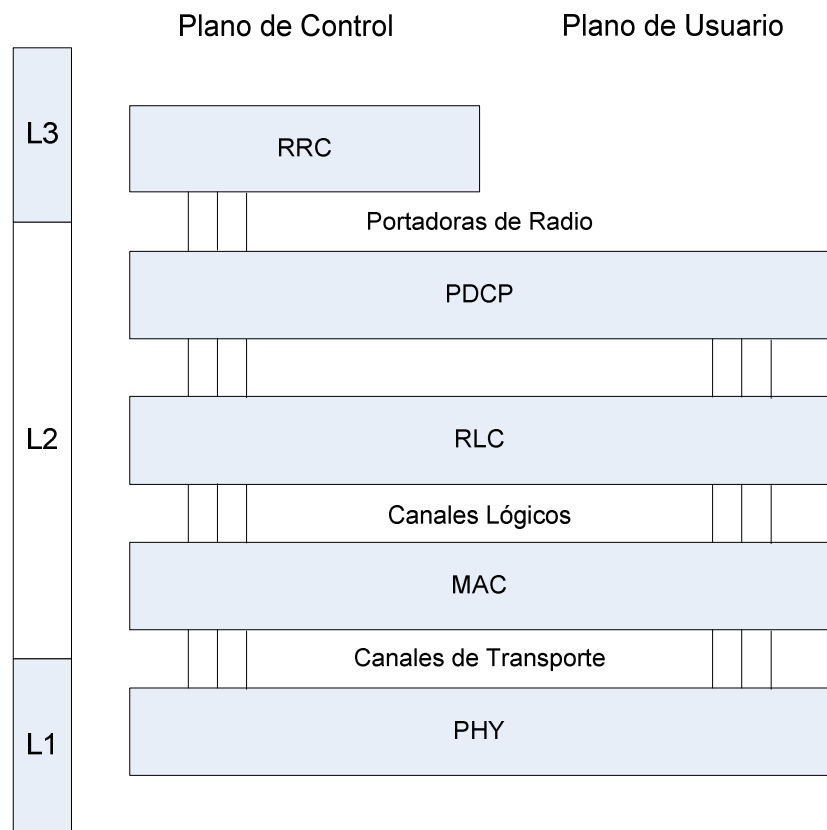 Plano de Control
Plano de Usuario
L3
RRC
Portadoras de Radio
PDCP
L2
RLC
Canales Lógicos
MAC
Canales de Transporte
L1
PHY